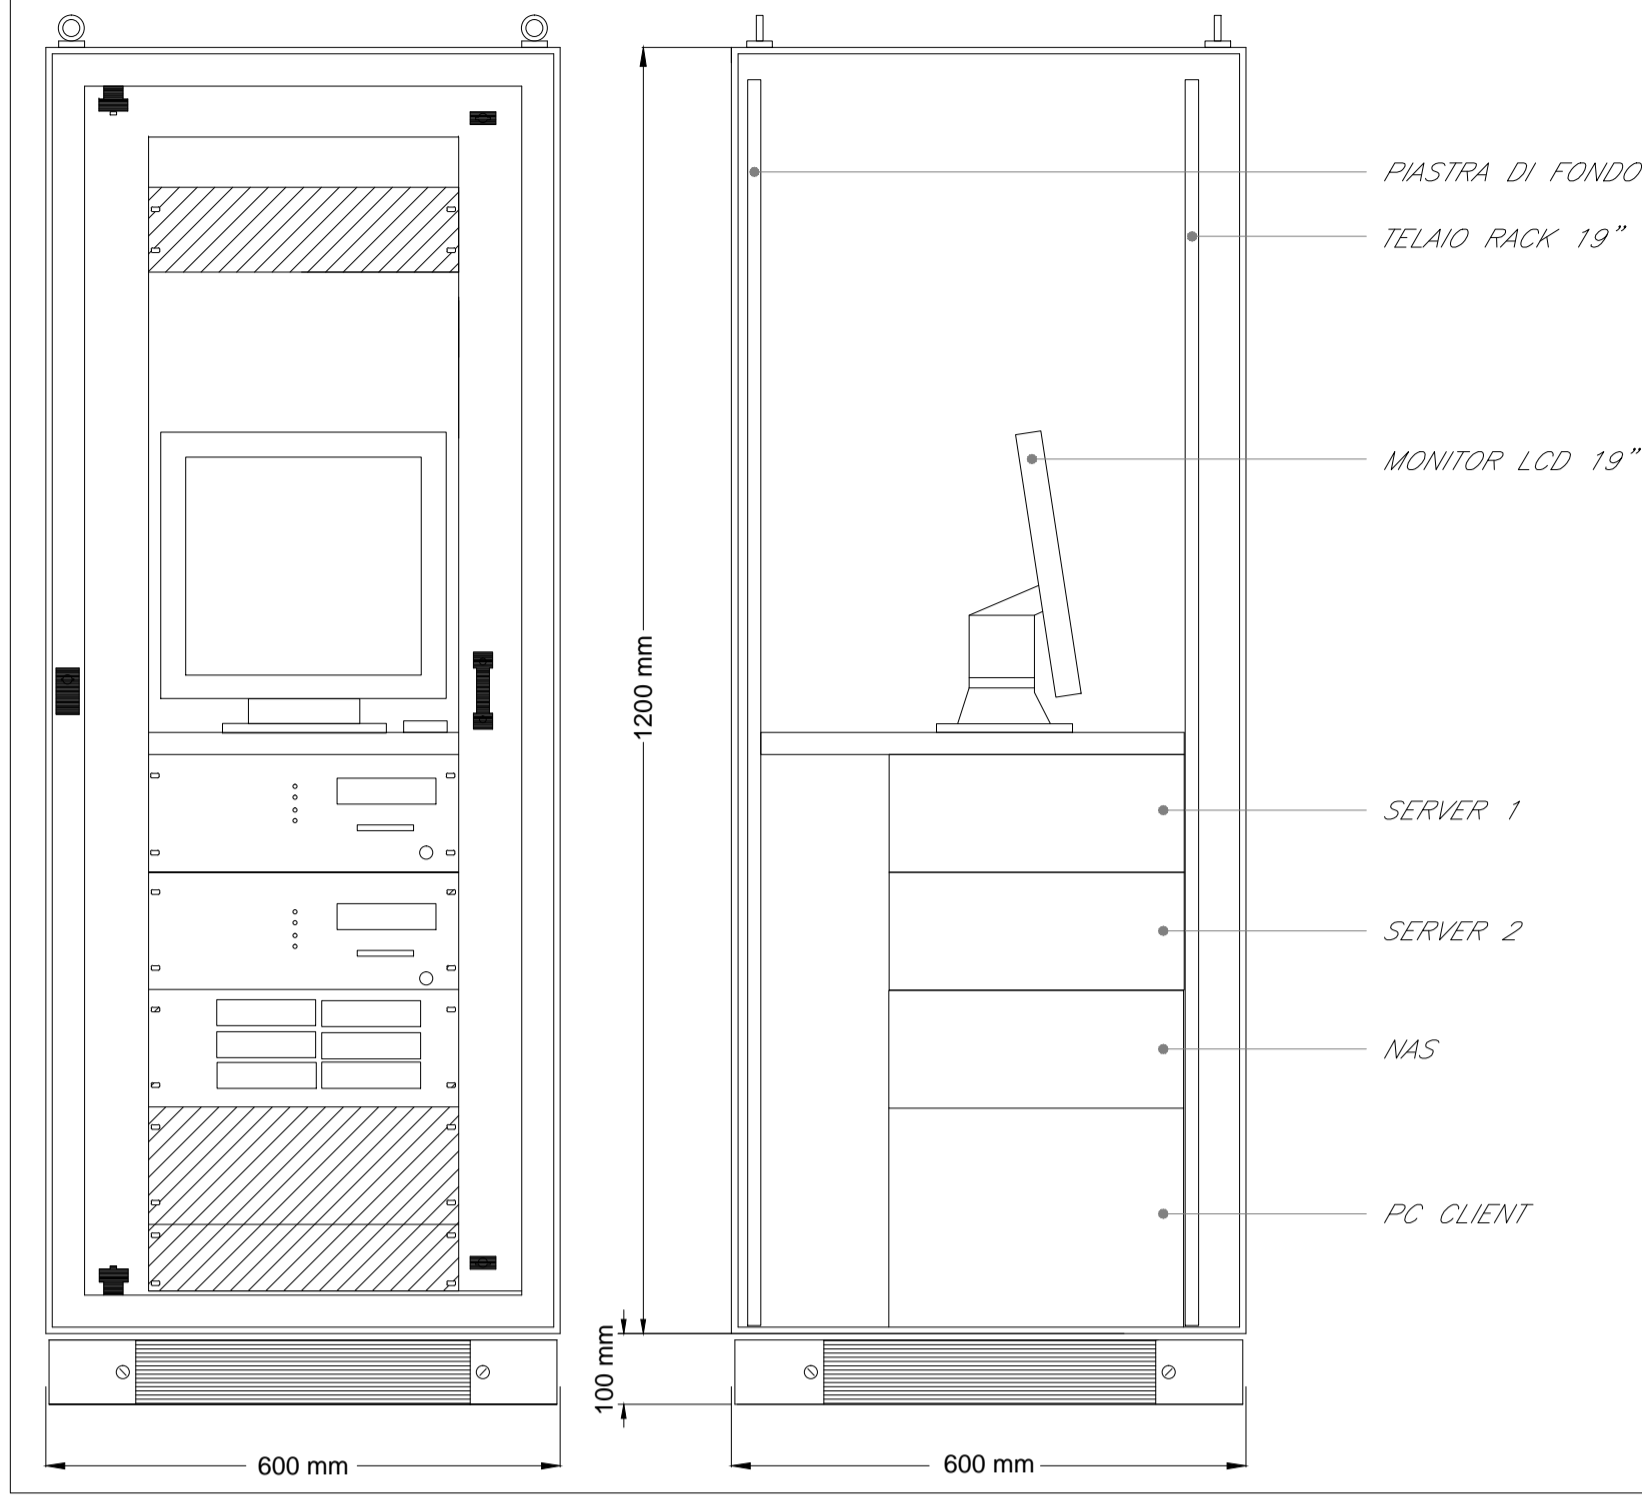 PIASTRA DI FONDO
TELAIO RACK 19”
MONITOR LCD 19”
1200 mm
SERVER 1
SERVER 2
NAS
PC CLIENT
100 mm
600 mm
600 mm